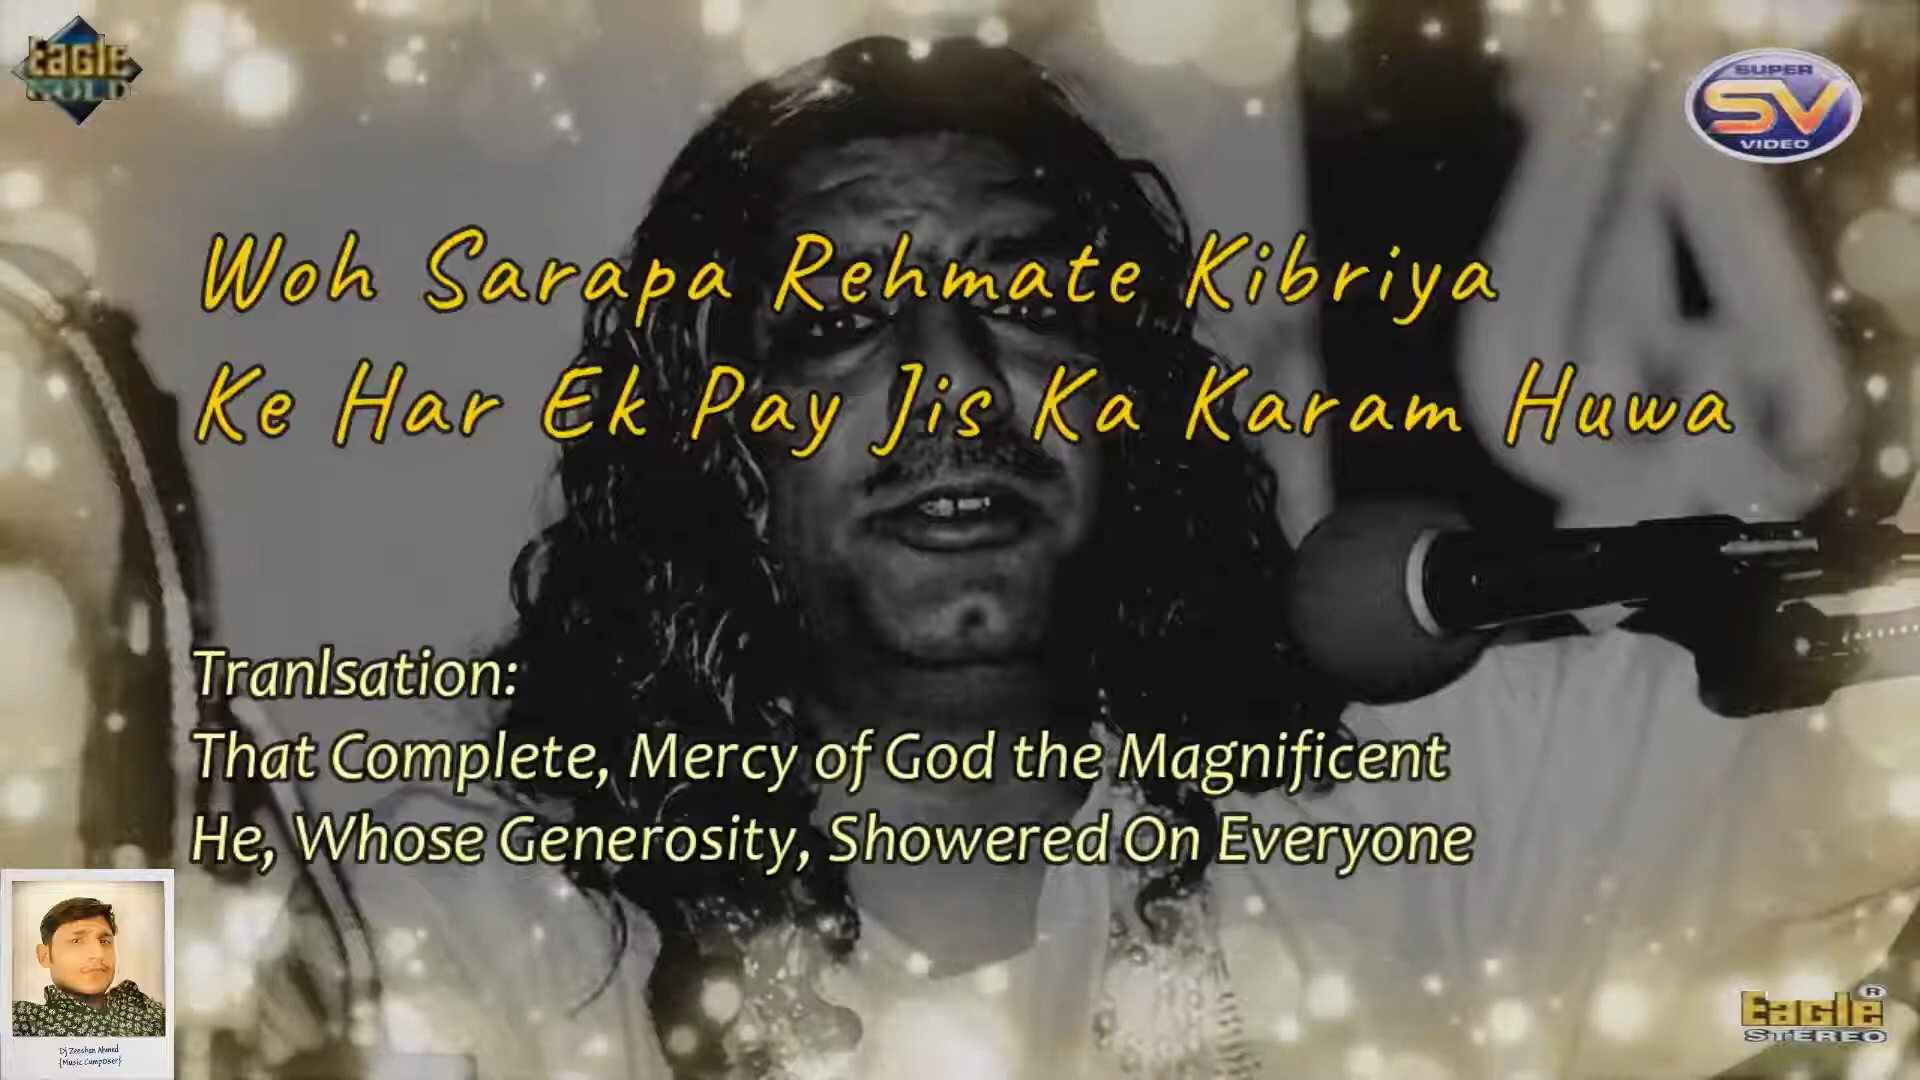 Eagle
GOLD
SUPER
SV
VIDEO
Woh Sarapa Rehmate Kibriya
Ke Har Ek Pay Jis Ka Karam Huwa
Tranlsation:
That Complete, Mercy of God the Magnificent
He, Whose Generosity, Showered On Everyone
Dj Zeeshan Ahmed
{Music CumpOser}
Eagle ®
STEREO